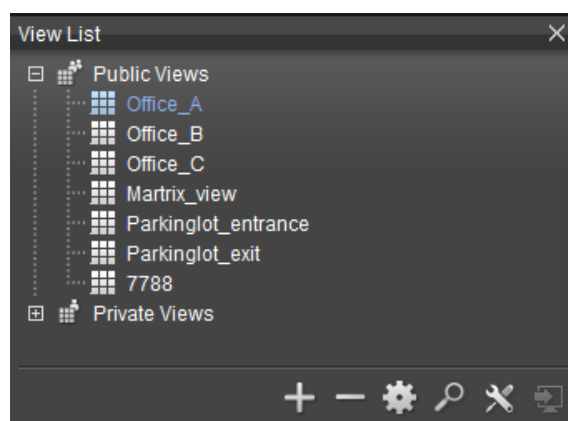 View List
Public Views
Office_A
Office_B
Office_C
Martrix_view
Parkinglot_entrance
Parkinglot_exit
7788
Private Views